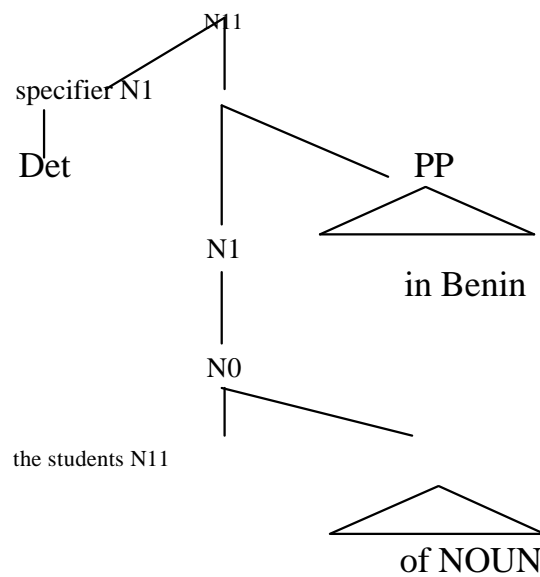 N11
specifier N1
Det
PP
N1
in Benin
N0
the students N11
of NOUN